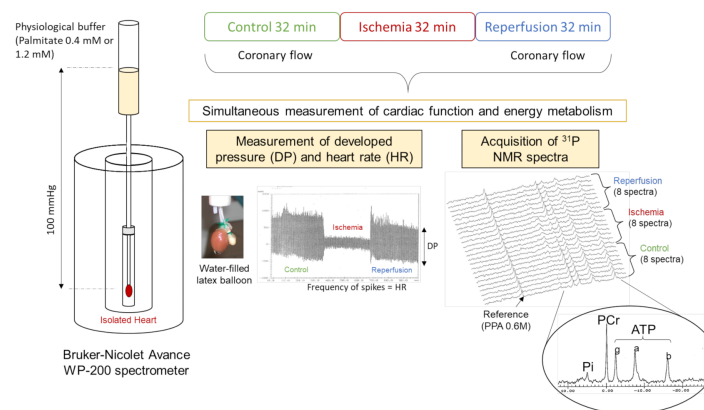 Physiological buffer
(Palmitate 0.4 mM or
1.2 mM)
100 mmHg
Isolated Heart
Bruker-Nicolet Avance
WP-200 spectrometer
Control 32 min
Ischemia 32 min
Reperfusion 32 min
Coronary flow
Coronary flow
Simultaneous measurement of cardiac function and energy metabolism
Measurement of developed
pressure (DP) and heart rate (HR)
Water-filled
latex balloon
Control
Ischemia
Reperfusion
DP
Frequency of spikes = HR
Acquisition of ³¹P
NMR spectra
Reperfusion
(8 spectra)
Ischemia
(8 spectra)
Control
(8 spectra)
Reference
(PPA 0.6M)
PCr
ATP
g
a
b
Pi